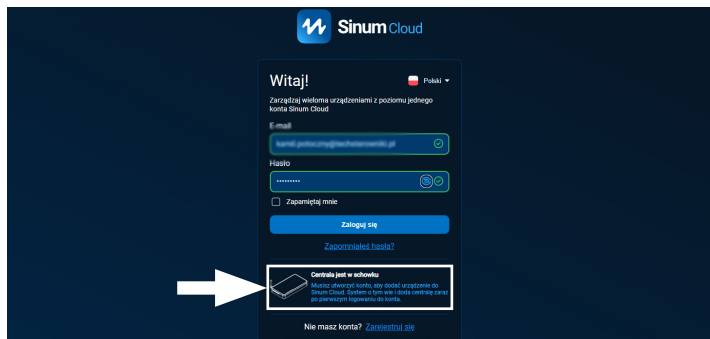 Sinum Cloud
Witaj!
Polski
Zarządzaj wieloma urządzeniami z poziomu jednego
konta Sinum Cloud
E-mail
Hasło
Zapamiętaj mnie
Zaloguj się
Zapomniałeś hasła?
Centrala jest w schowku
Musisz utworzyć konto, aby dodać urządzenie do
Sinum Cloud. System o tym wie i doda centralę zaraz
po pierwszym logowaniu do konta.
Nie masz konta? Zarejestruj się